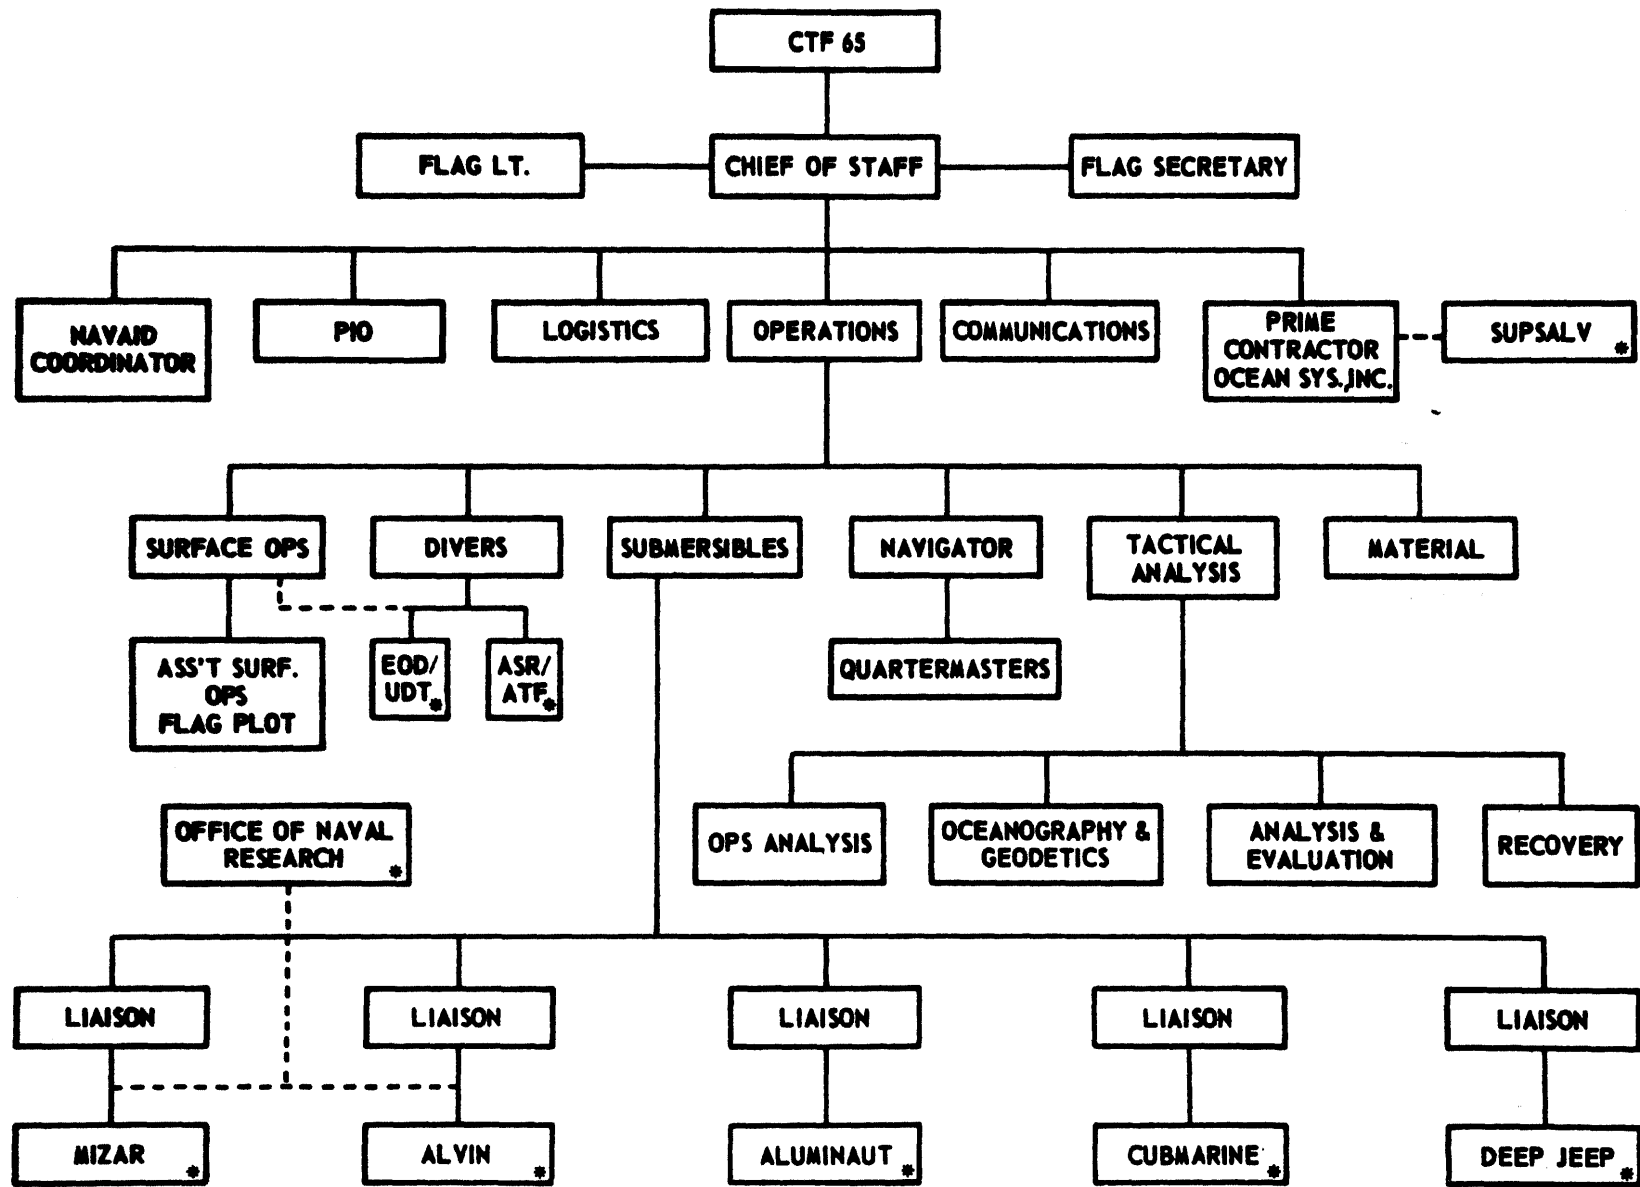 CTF 65
FLAG LT.
CHIEF OF STAFF
FLAG SECRETARY
NAVAID
COORDINATOR
PIO
LOGISTICS
OPERATIONS
COMMUNICATIONS
PRIME
CONTRACTOR
OCEAN SYS.,INC.
SUPSALV
*
SURFACE OPS
DIVERS
SUBMERSIBLES
NAVIGATOR
TACTICAL
ANALYSIS
MATERIAL
ASS'T SURF.
OPS
FLAG PLOT
EOD/
UDT*
ASR/
ATF*
QUARTERMASTERS
OFFICE OF NAVAL
RESEARCH *
OPS ANALYSIS
OCEANOGRAPHY &
GEODETICS
ANALYSIS &
EVALUATION
RECOVERY
LIAISON
LIAISON
LIAISON
LIAISON
LIAISON
MIZAR *
ALVIN *
ALUMINAUT *
CUBMARINE *
DEEP JEEP *